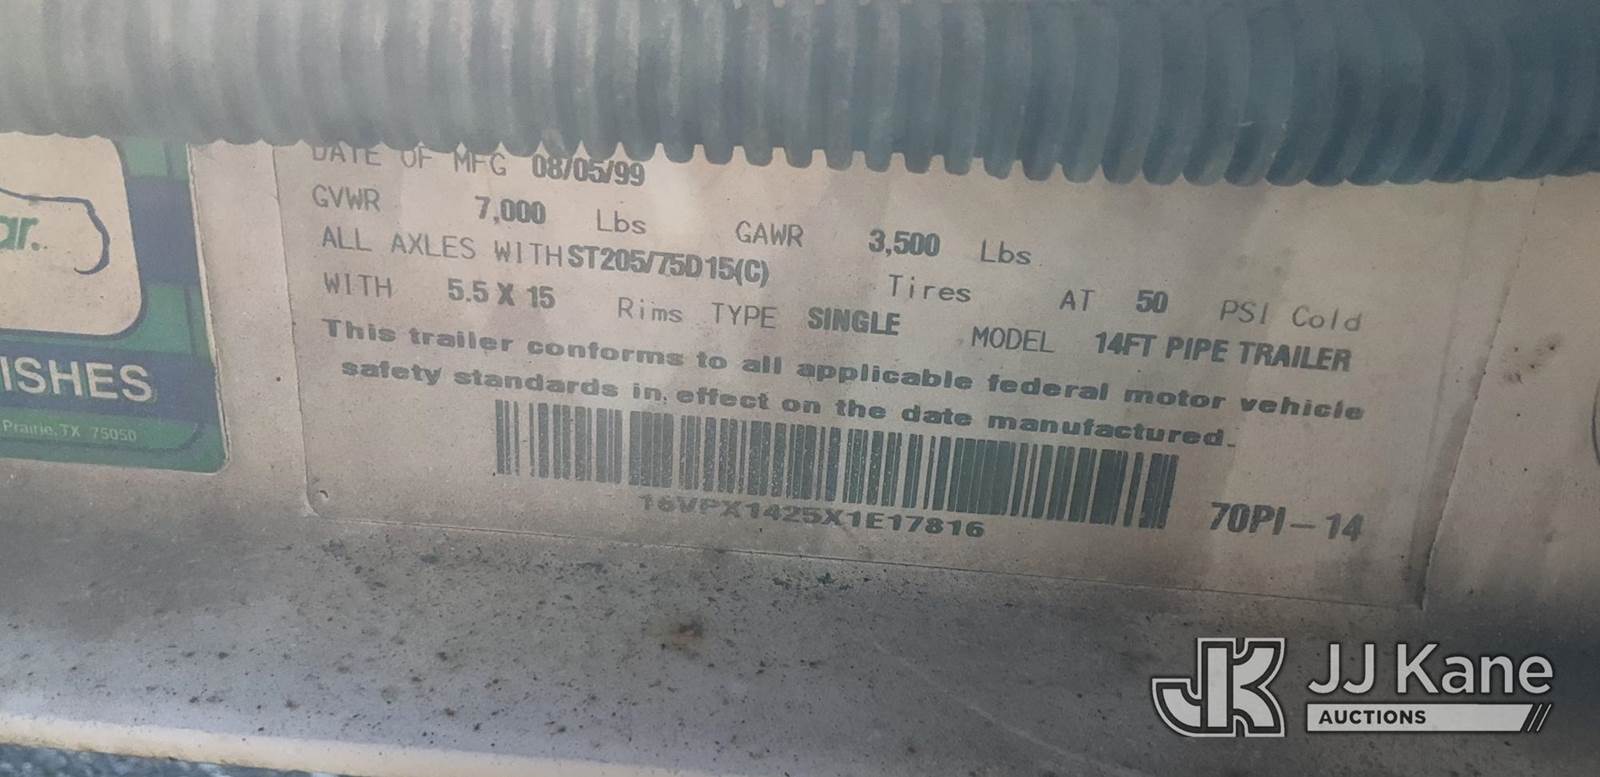 DATE OF MFG 08/05/99
GVWR 7,000 Lbs GAWR 3,500 Lbs
ALL AXLES WITH ST205/75D15(C) Tires AT 50 PSI Cold
WITH 5.5 X 15 Rims TYPE SINGLE MODEL 14FT PIPE TRAILER
This trailer conforms to all applicable federal motor vehicle
safety standards in effect on the date manufactured.
16VPX1425X1E17816
70PI-14
ar.
ISHES
Prairie, TX 75050
JK JJ Kane
AUCTIONS